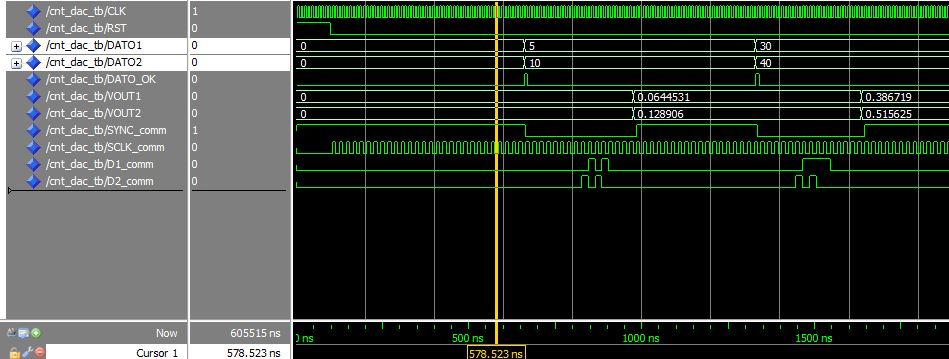 /cnt_dac_tb/CLK 1
/cnt_dac_tb/RST 0
/cnt_dac_tb/DATO1 0 0 5 30
/cnt_dac_tb/DATO2 0 0 10 40
/cnt_dac_tb/DATO_OK 0
/cnt_dac_tb/VOUT1 0 0 0.0644531 0.386719
/cnt_dac_tb/VOUT2 0 0 0.128906 0.515625
/cnt_dac_tb/SYNC_comm 1
/cnt_dac_tb/SCLK_comm 0
/cnt_dac_tb/D1_comm 0
/cnt_dac_tb/D2_comm 0
Now 605515 ns ns 500 ns 1000 ns 1500 ns
Cursor 1 578.523 ns 578.523 ns